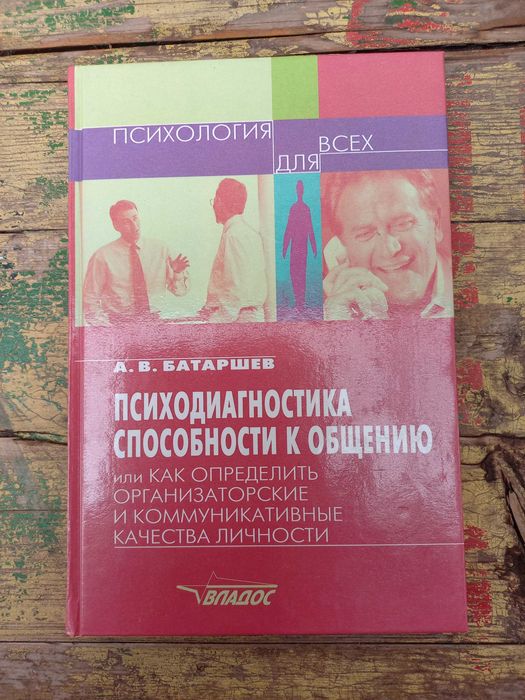 ПСИХОЛОГИЯ
ДЛЯ
ВСЕХ
А. В. БАТАРШЕВ
ПСИХОДИАГНОСТИКА
СПОСОБНОСТИ К ОБЩЕНИЮ
или КАК ОПРЕДЕЛИТЬ
ОРГАНИЗАТОРСКИЕ
И КОММУНИКАТИВНЫЕ
КАЧЕСТВА ЛИЧНОСТИ
ВЛАДОС